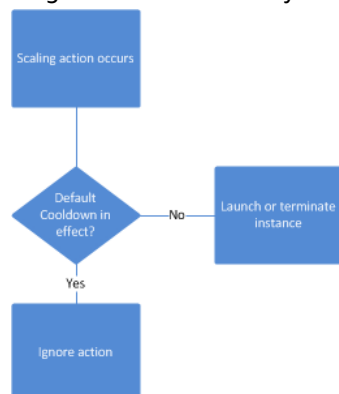 Scaling action occurs
Default
Cooldown in
effect?
No
Launch or terminate
instance
Yes
Ignore action